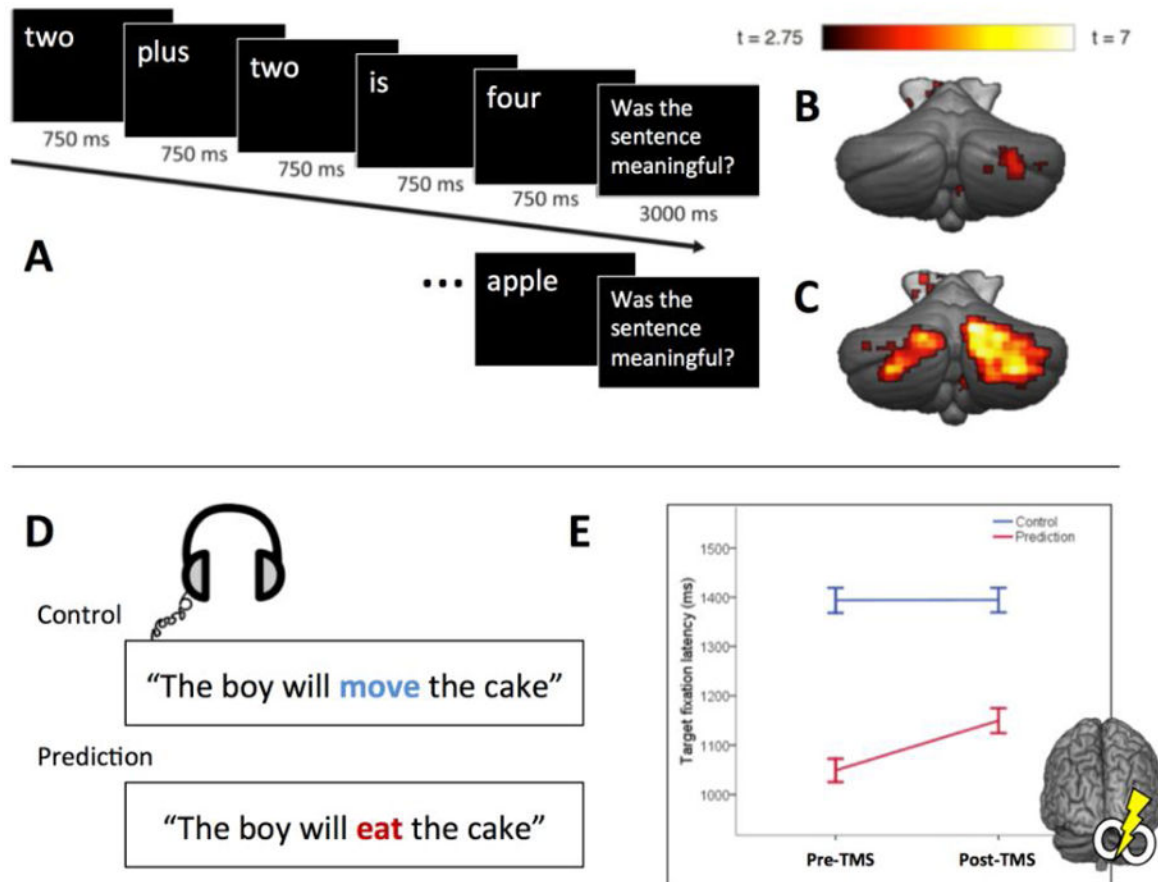 two
plus
two
is
four
Was the
sentence
meaningful?
750 ms
750 ms
750 ms
750 ms
750 ms
3000 ms
A
... apple
Was the
sentence
meaningful?
t = 2.75
t = 7
B
C
D
Control
“The boy will move the cake”
Prediction
“The boy will eat the cake”
E
Control
Prediction
Target fixation latency (ms)
1500
1400
1300
1200
1100
1000
Pre-TMS
Post-TMS